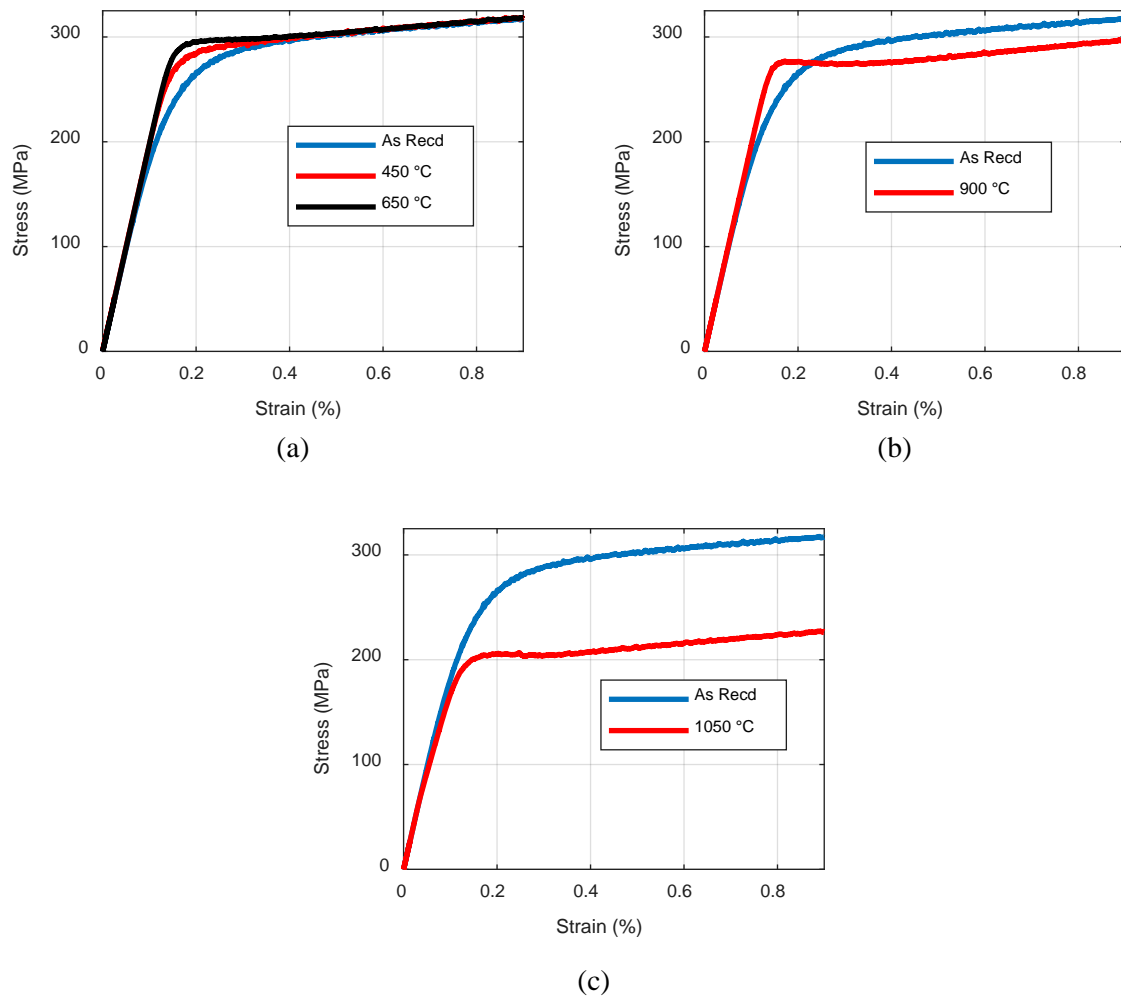 300
200
100
0
Stress (MPa)
As Recd
450 °C
650 °C
0 0.2 0.4 0.6 0.8
Strain (%)
(a)
300
200
100
0
Stress (MPa)
As Recd
900 °C
0 0.2 0.4 0.6 0.8
Strain (%)
(b)
300
200
100
0
Stress (MPa)
As Recd
1050 °C
0 0.2 0.4 0.6 0.8
Strain (%)
(c)